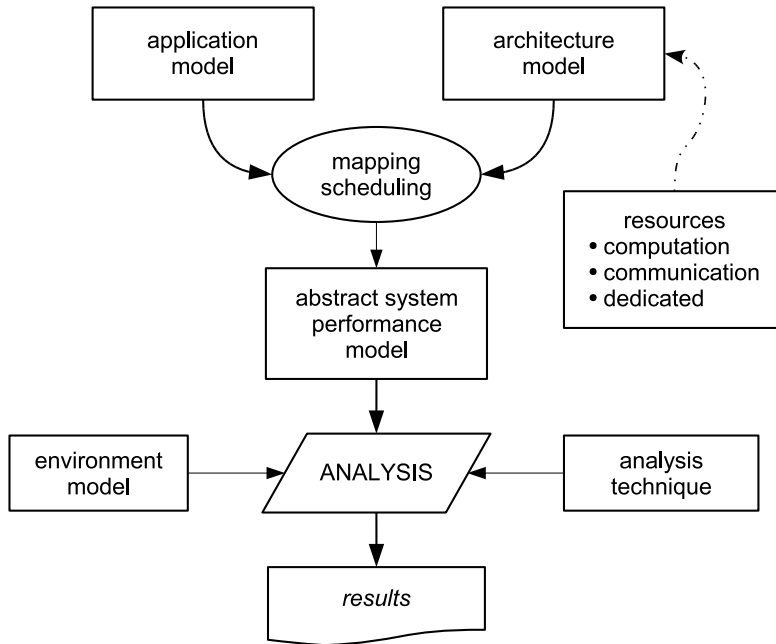 application
model
architecture
model
mapping
scheduling
resources
• computation
• communication
• dedicated
abstract system
performance
model
environment
model
ANALYSIS
analysis
technique
results